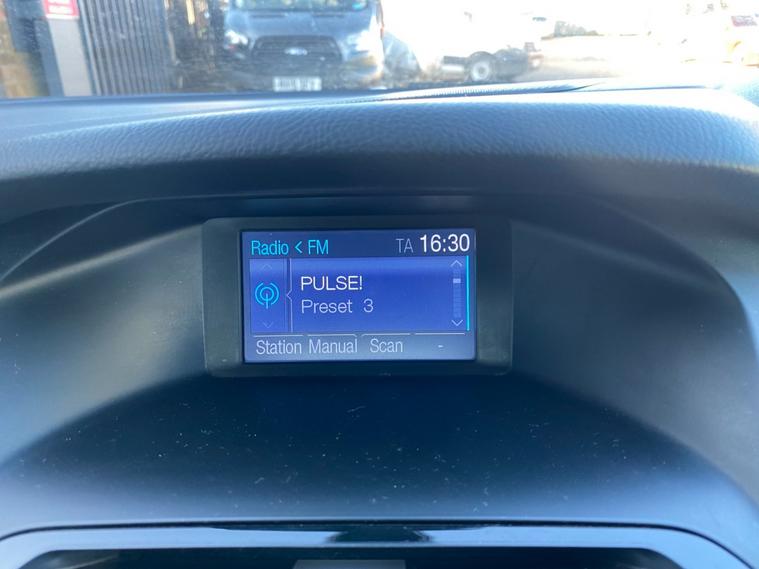 Radio < FM TA 16:30
PULSE!
Preset 3
Station Manual Scan -